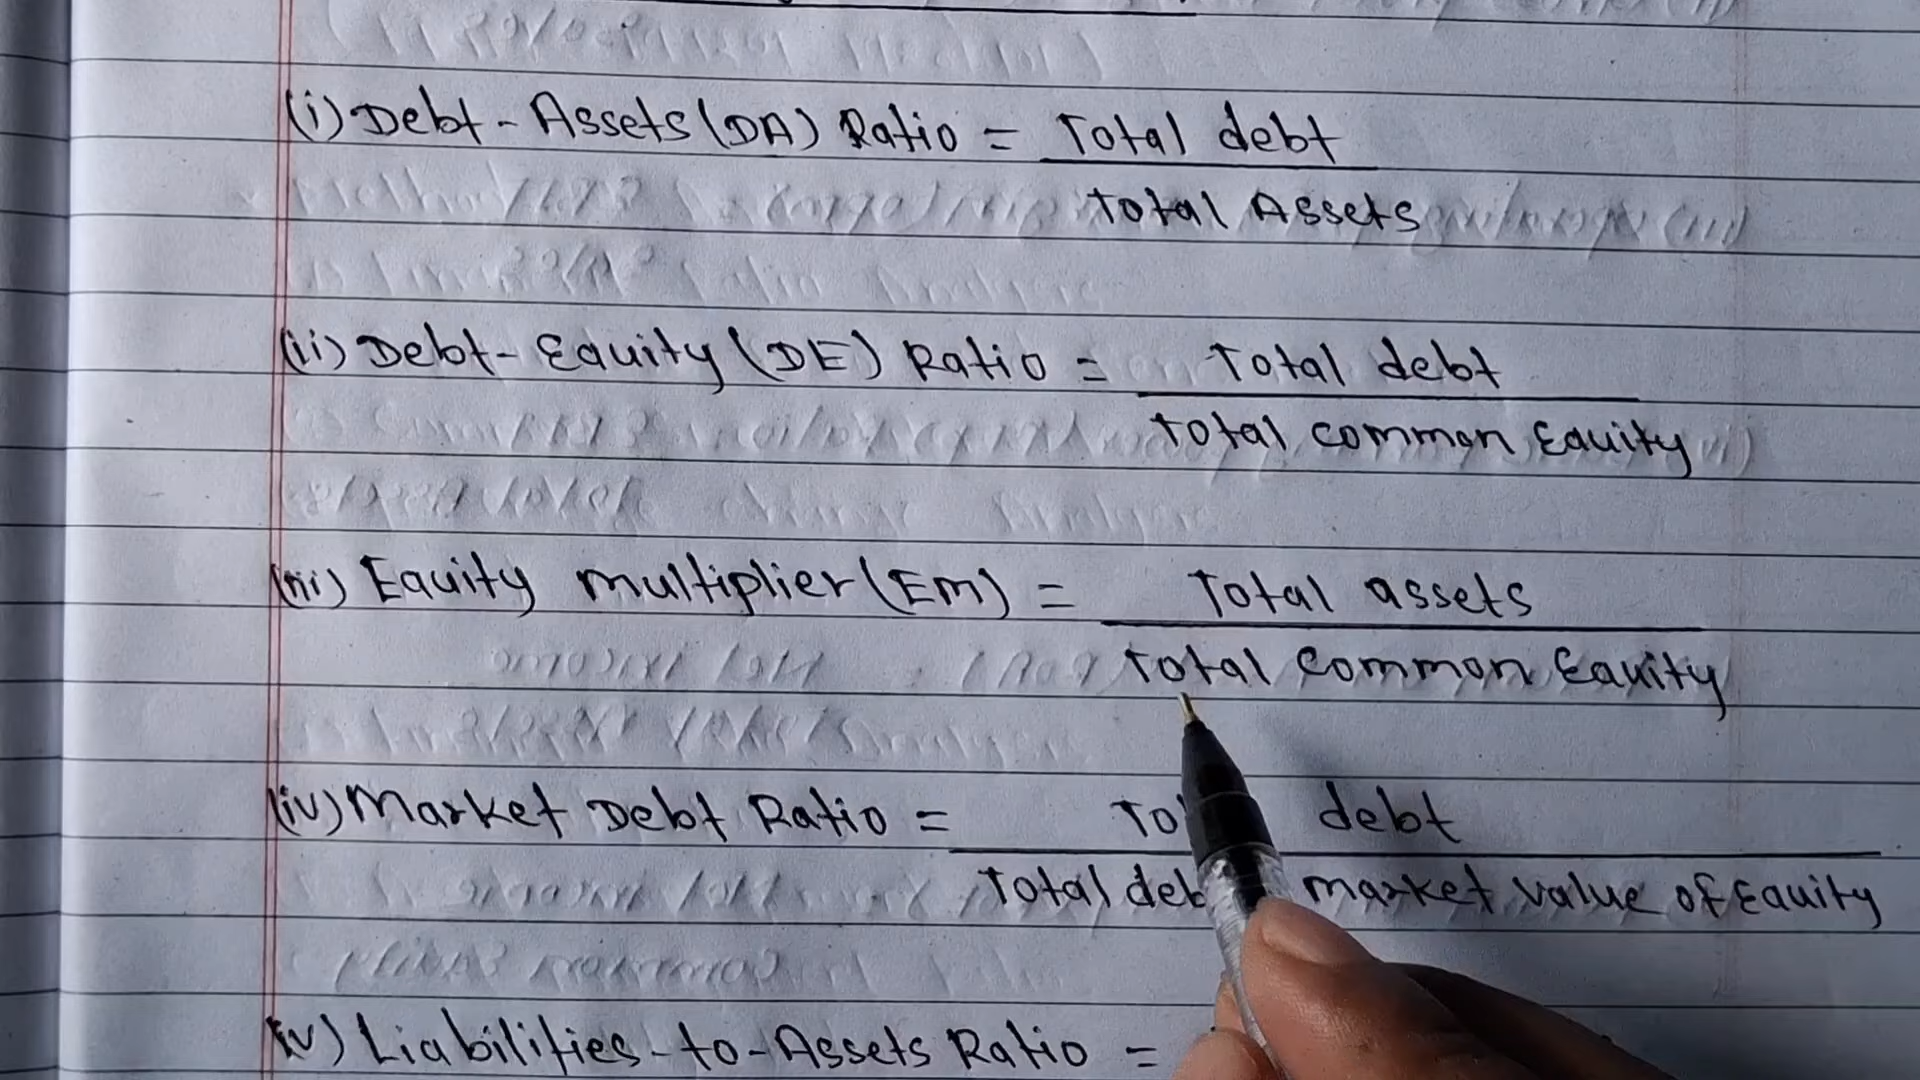 (i) Debt-Assets (DA) Ratio = Total debt
Total Assets
(ii) Debt-Equity (DE) Ratio = Total debt
Total common Equity
(iii) Equity multiplier (EM) = Total assets
Total common Equity
(iv) Market Debt Ratio = To debt
Total deb market value of Equity
(v) Liabilities-to-Assets Ratio =